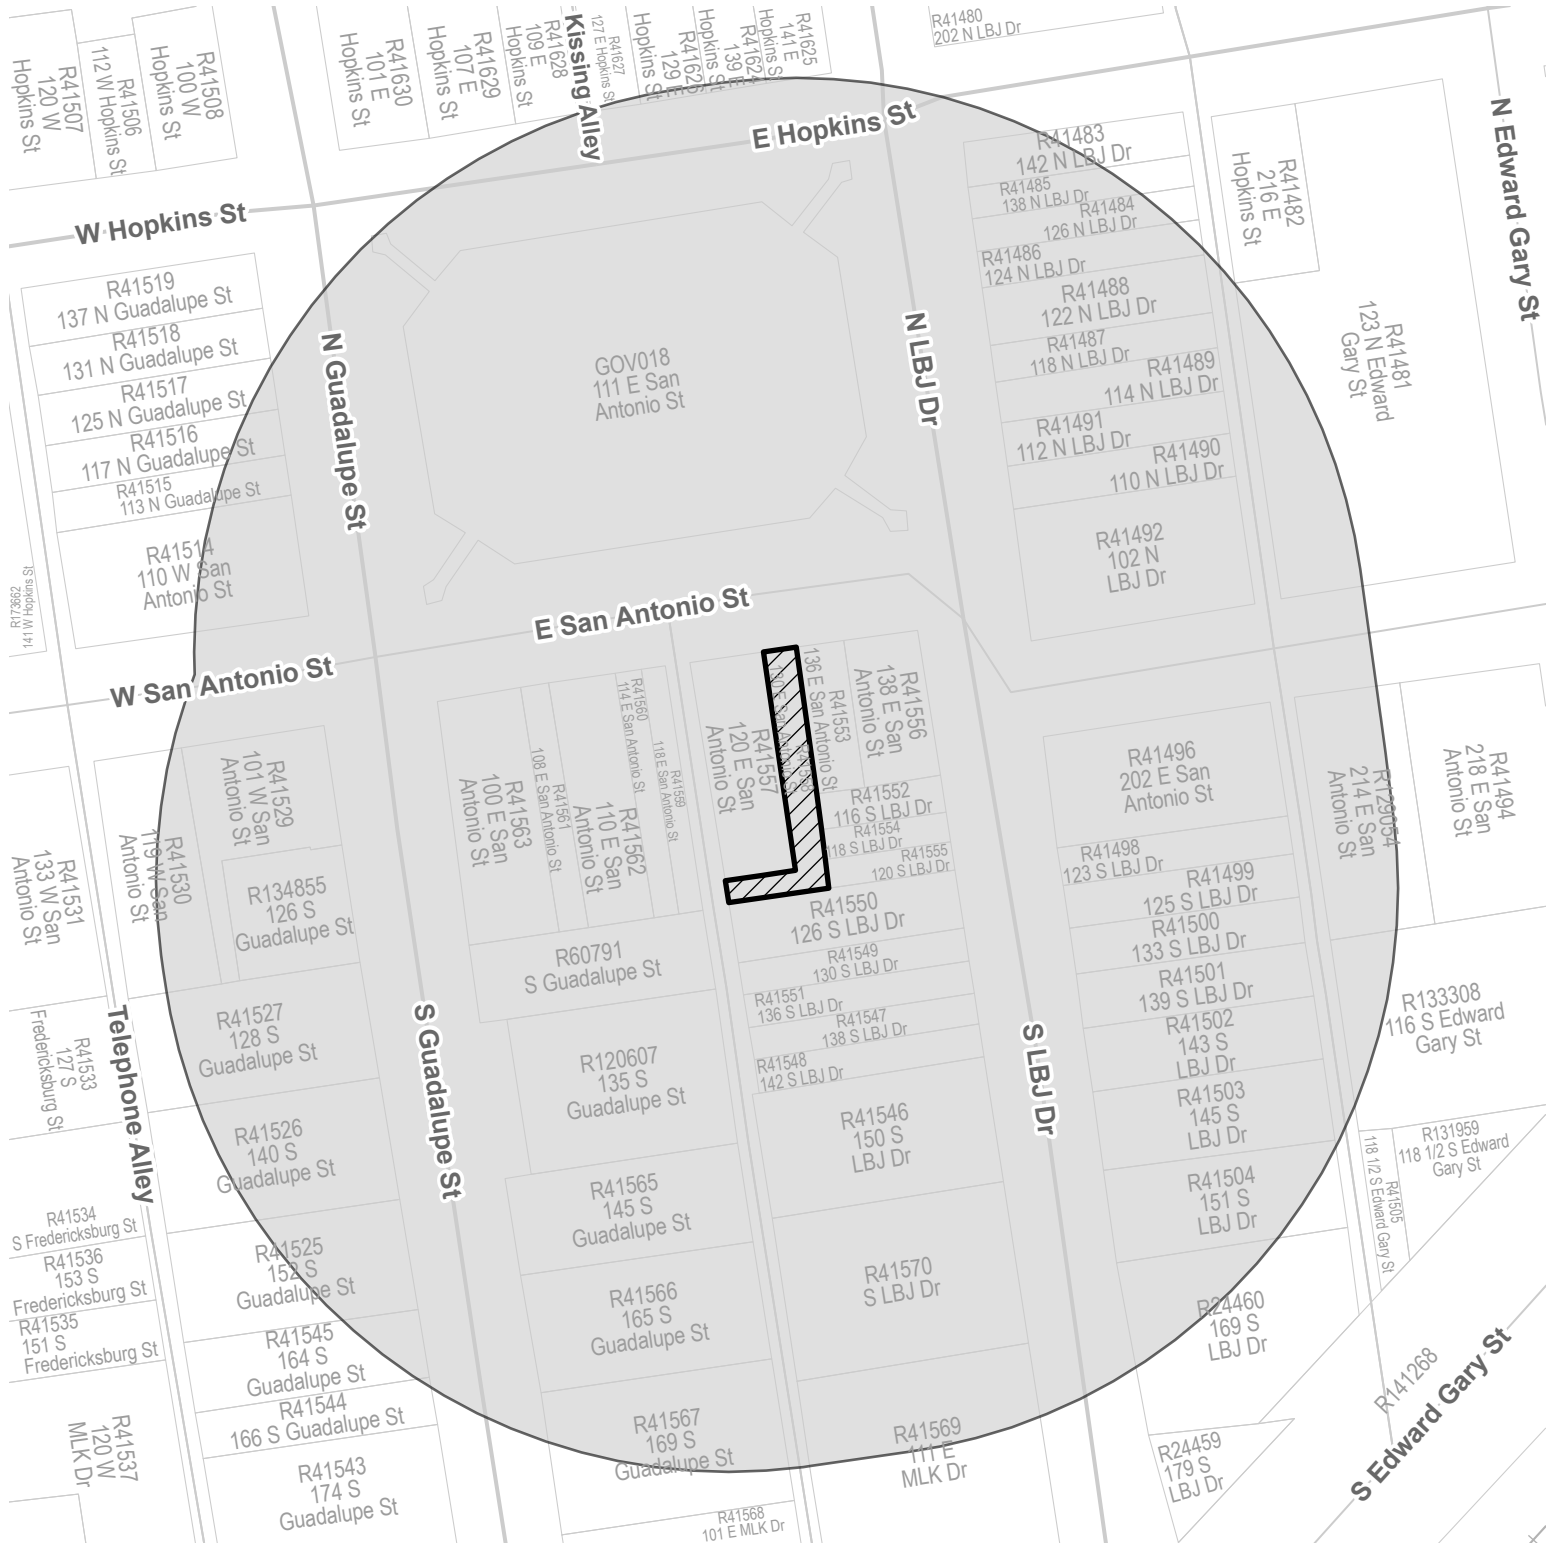 R41480
202 N LBJ Dr
R41507
120 W
Hopkins St
R41506
112 W Hopkins St
R41508
100 W
Hopkins St
R41630
101 E
Hopkins St
R41629
107 E
Hopkins St
R41628
109 E
Hopkins St
Kissing Alley
R41627
127 E Hopkins St
R41626
129 E
Hopkins St
R41624
139 E
Hopkins St
R41625
141 E
Hopkins St
E Hopkins St
W Hopkins St
N Edward Gary St
R41483
142 N LBJ Dr
R41485
138 N LBJ Dr
R41484
126 N LBJ Dr
R41486
124 N LBJ Dr
R41488
122 N LBJ Dr
R41487
118 N LBJ Dr
R41489
114 N LBJ Dr
R41491
112 N LBJ Dr
R41490
110 N LBJ Dr
R41492
102 N
LBJ Dr
R41482
216 E
Hopkins St
R41481
123 N Edward
Gary St
R41519
137 N Guadalupe St
R41518
131 N Guadalupe St
R41517
125 N Guadalupe St
R41516
117 N Guadalupe St
R41515
113 N Guadalupe St
R41514
110 W San
Antonio St
R173662
141 W Hopkins St
N Guadalupe St
GOV018
111 E San
Antonio St
N LBJ Dr
E San Antonio St
W San Antonio St
R41529
101 W San
Antonio St
R41530
119 W San
Antonio St
R41531
133 W San
Antonio St
R134855
126 S
Guadalupe St
R41563
100 E San
Antonio St
R41561
108 E San Antonio St
R41562
110 E San
Antonio St
R41560
114 E San Antonio St
R41559
118 E San Antonio St
R41557
120 E San
Antonio St
R41558
130 E San Antonio St
R41553
136 E San Antonio St
R41556
138 E San
Antonio St
R41552
116 S LBJ Dr
R41554
118 S LBJ Dr
R41555
120 S LBJ Dr
R41550
126 S LBJ Dr
R41549
130 S LBJ Dr
R41551
136 S LBJ Dr
R41547
138 S LBJ Dr
R41548
142 S LBJ Dr
R41546
150 S
LBJ Dr
R41570
S LBJ Dr
R41569
111 E
MLK Dr
R41496
202 E San
Antonio St
R41498
123 S LBJ Dr
R41499
125 S LBJ Dr
R41500
133 S LBJ Dr
R41501
139 S LBJ Dr
R41502
143 S
LBJ Dr
R41503
145 S
LBJ Dr
R41504
151 S
LBJ Dr
R24460
169 S
LBJ Dr
R24459
179 S
LBJ Dr
R129054
214 E San
Antonio St
R41494
218 E San
Antonio St
R133308
116 S Edward
Gary St
R131959
118 1/2 S Edward
Gary St
R41505
118 1/2 S Edward Gary St
R141268
S Edward Gary St
S LBJ Dr
S Guadalupe St
Telephone Alley
R60791
S Guadalupe St
R120607
135 S
Guadalupe St
R41565
145 S
Guadalupe St
R41566
165 S
Guadalupe St
R41567
169 S
Guadalupe St
R41568
101 E MLK Dr
R41527
128 S
Guadalupe St
R41526
140 S
Guadalupe St
R41525
152 S
Guadalupe St
R41545
164 S
Guadalupe St
R41544
166 S Guadalupe St
R41543
174 S
Guadalupe St
R41533
127 S
Fredericksburg St
R41534
S Fredericksburg St
R41536
153 S
Fredericksburg St
R41535
151 S
Fredericksburg St
R41537
120 W
MLK Dr